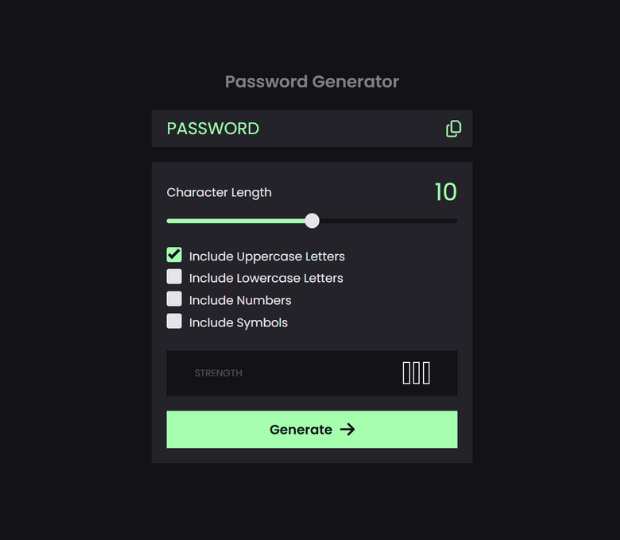 Password Generator
PASSWORD
Character Length 10
Include Uppercase Letters
Include Lowercase Letters
Include Numbers
Include Symbols
STRENGTH
Generate